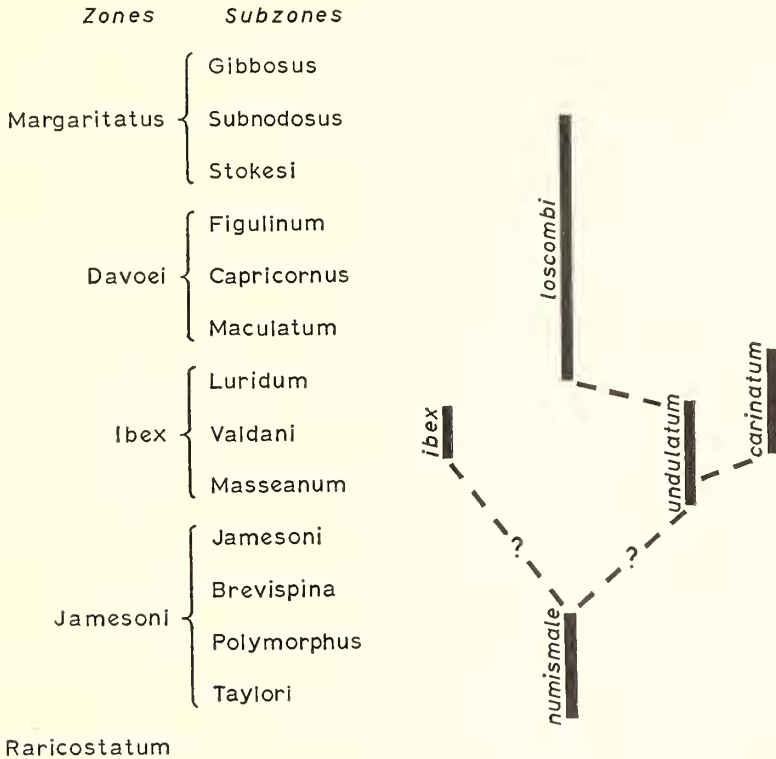 Zones Subzones
Gibbosus
Margaritatus Subnodosus
Stokesi
Figulinum
Davoei Capricornus
Maculatum
Luridum
Ibex Valdani
Masseanum
Jamesoni
Brevispina
Jamesoni
Polymorphus
Taylori
Raricostatum
loscombi
ibex
undulatum
carinatum
?
?
numismale